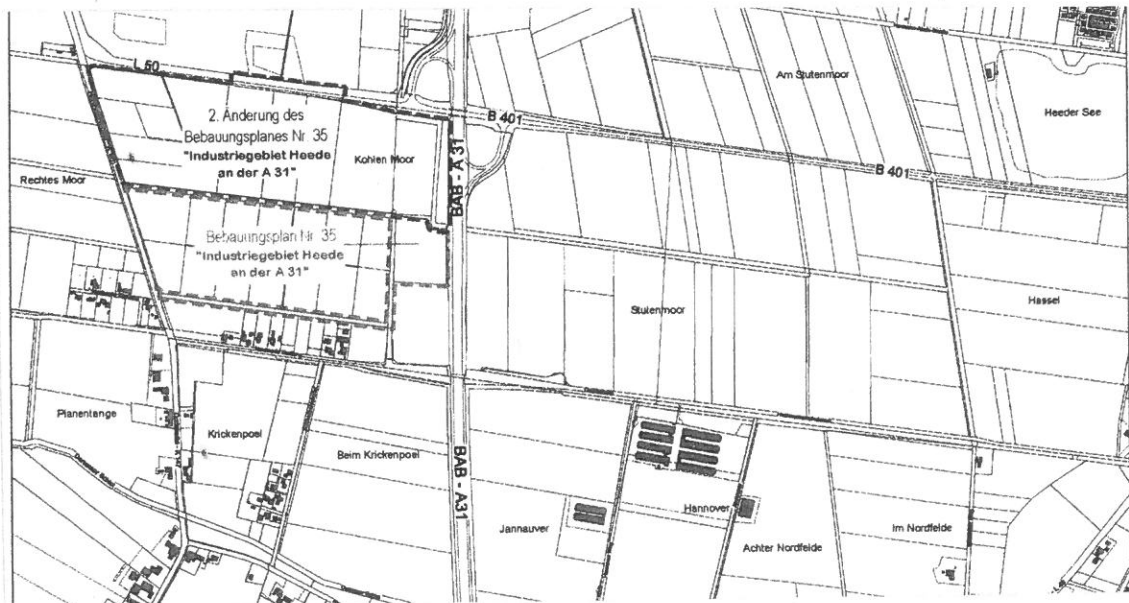 L 50
2. Änderung des
Bebauungsplanes Nr. 35
"Industriegebiet Heede
an der A 31"
Kohlen Moor
B 401
BAB - A 31
Am Stutenmoor
Heeder See
B 401
Rechtes Moor
Bebauungsplan Nr. 35
"Industriegebiet Heede
an der A 31"
Stutenmoor
Hassel
Planentange
Krickenpoel
Beim Krickenpoel
BAB - A31
Jannauver
Hannover
Achter Nordfelde
Im Nordfelde